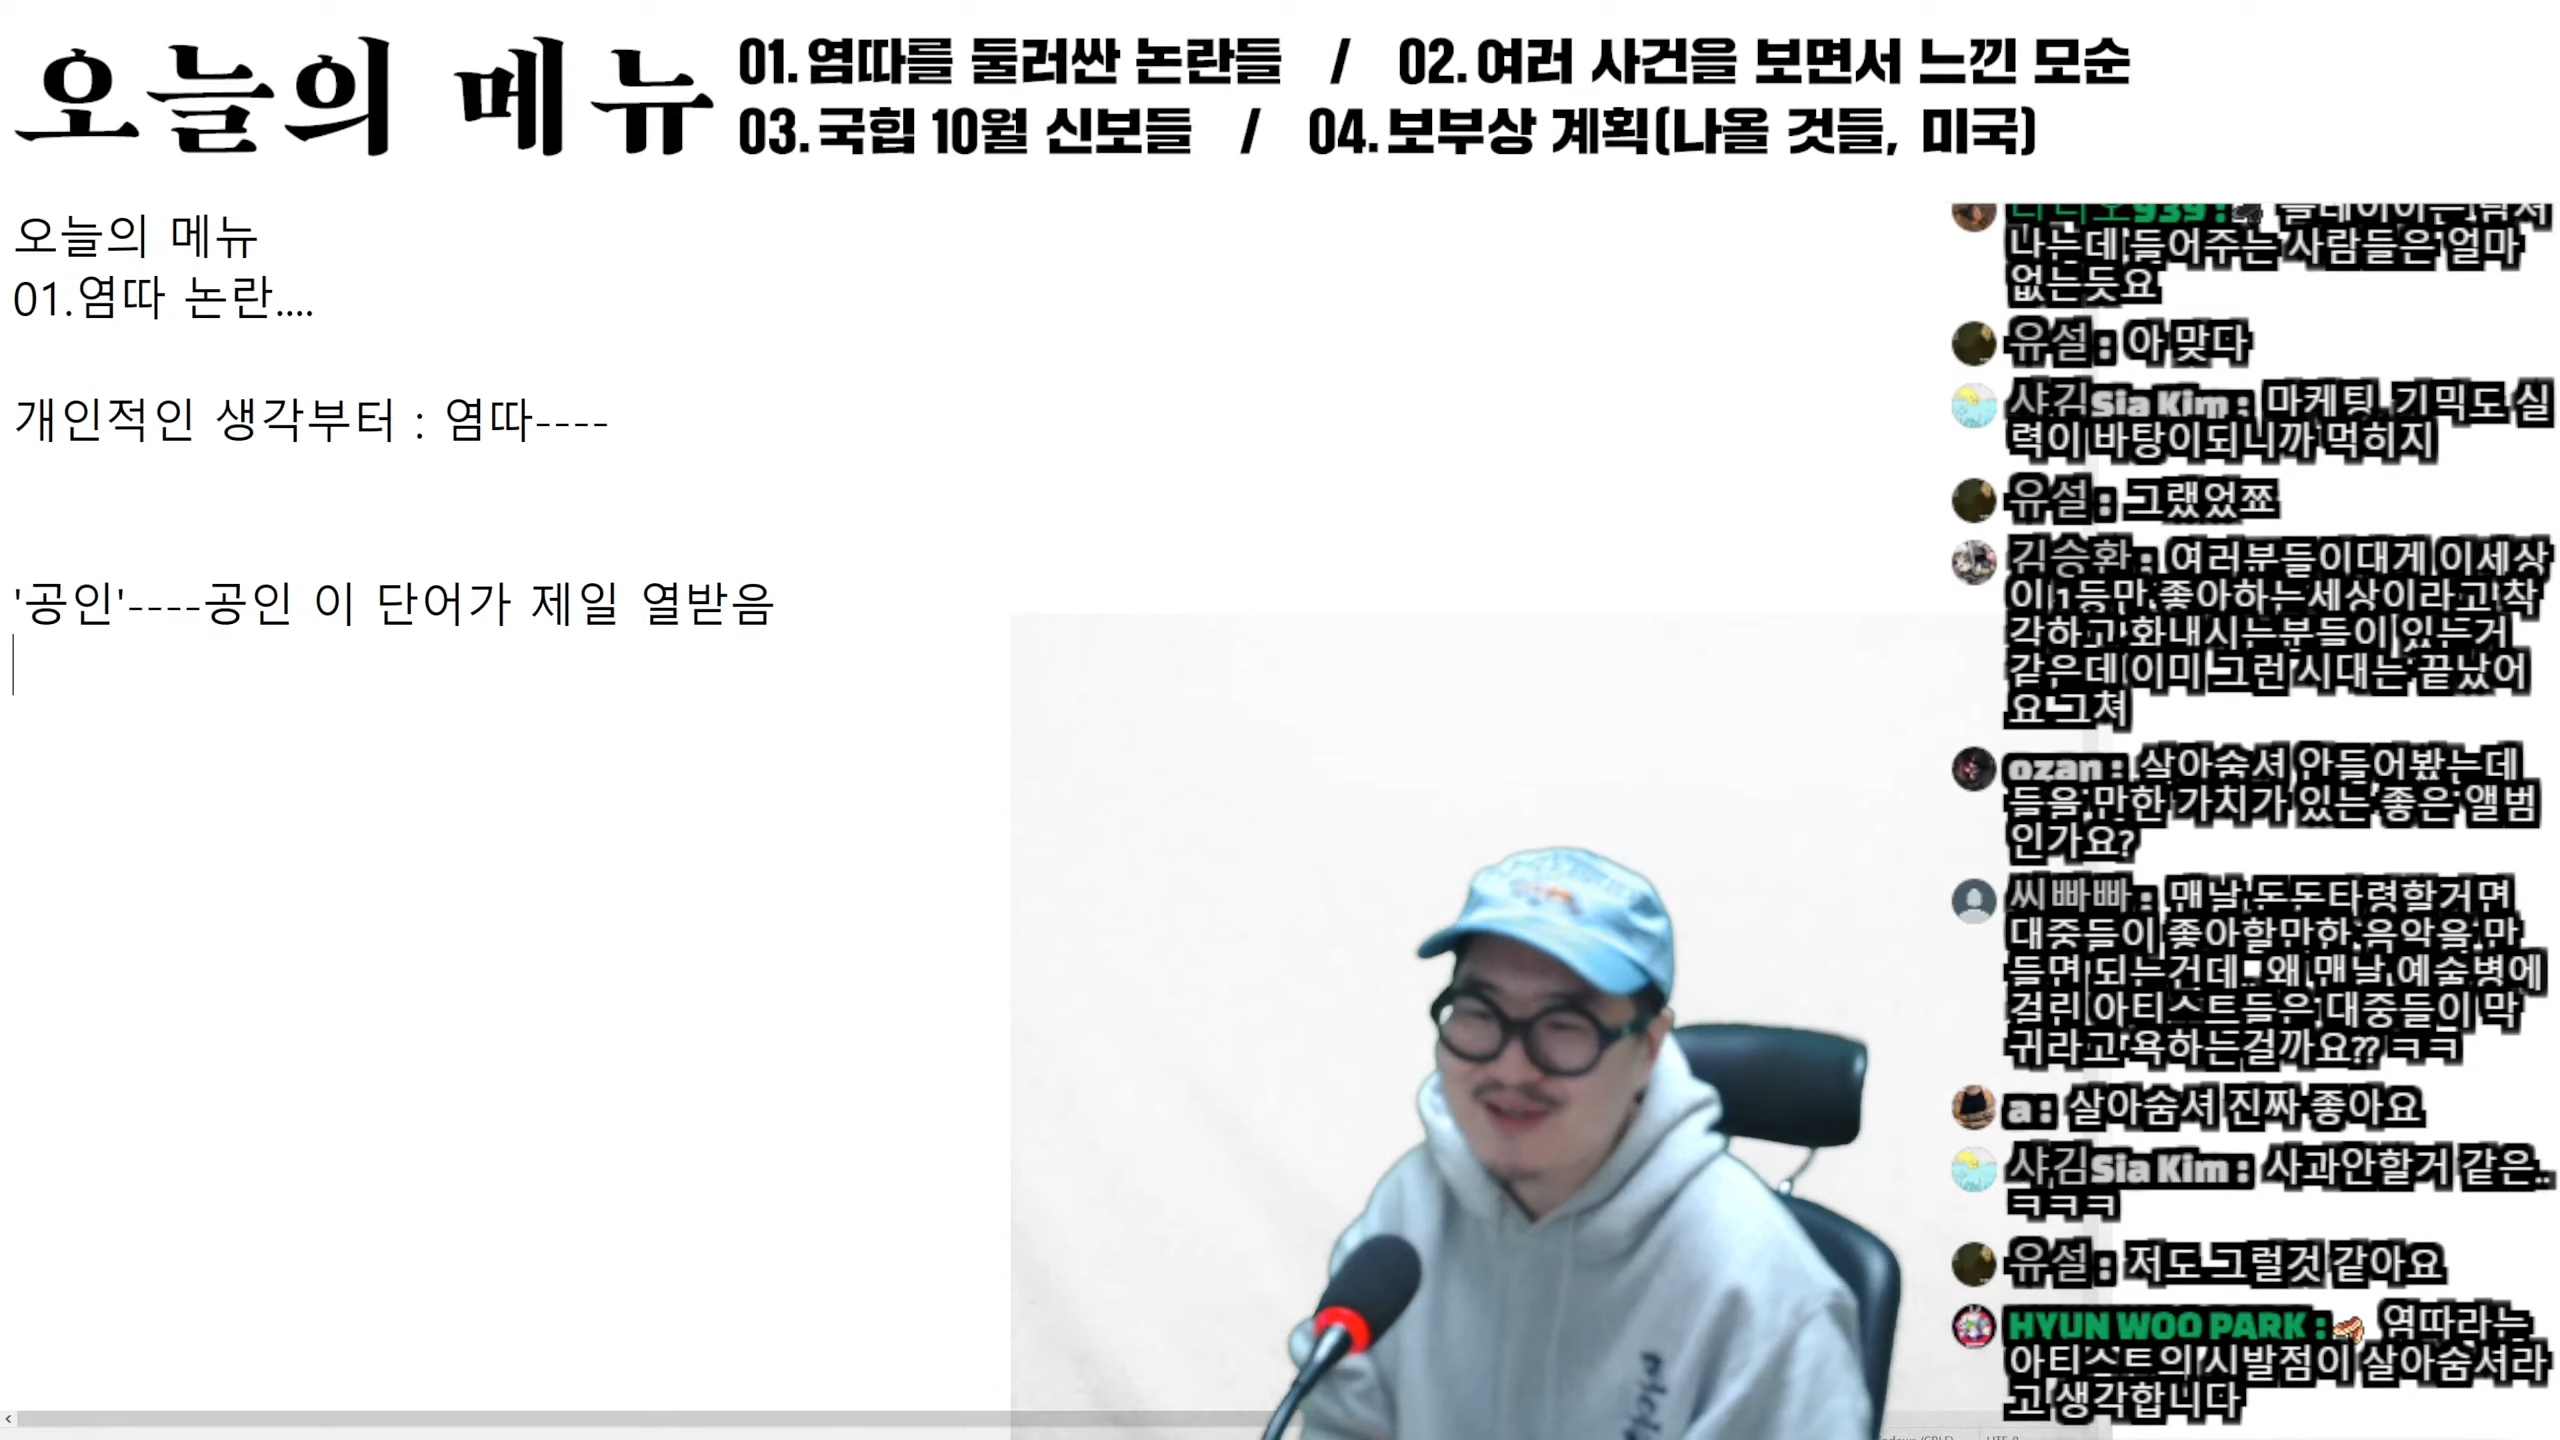 오늘의 메뉴
01.염따를 둘러싼 논란들 / 02.여러 사건을 보면서 느낀 모순
03.국힙 10월 신보들 / 04.보부상 계획(나올 것들, 미국)
오늘의 메뉴
01.염따 논란....
개인적인 생각부터 : 염따----
'공인'----공인 이 단어가 제일 열받음
나는데 들어주는 사람들은 얼마
없는듯요
유설 : 아 맞다
샤김Sia Kim : 마케팅, 기믹도 실
력이 바탕이되니까 먹히지
유설 : 그랬었쬬
김승환 : 여러분들이대게 이세상
이 1등만 좋아하는세상이라고 착
각하고 화내시는분들이 있는거
같은데 이미 그런 시대는 끝났어
요 그쳐
ozan : 살아숨셔 안들어봤는데
들을 만한 가치가 있는 좋은 앨범
인가요?
씨빠빠 : 맨날 돈돈타령할거면
대중들이 좋아할만한 음악을 만
들면 되는건데.. 왜 맨날 예술병에
걸린 아티스트들은 대중들이 막
귀라고 욕하는걸까요?? ㅋㅋ
a : 살아숨셔 진짜 좋아요
샤김Sia Kim : 사과안할거 같은..
ㅋㅋㅋ
유설 : 저도 그럴것 같아요
HYUN WOO PARK : 염따라는
아티스트의 시발점이 살아숨셔라
고 생각합니다